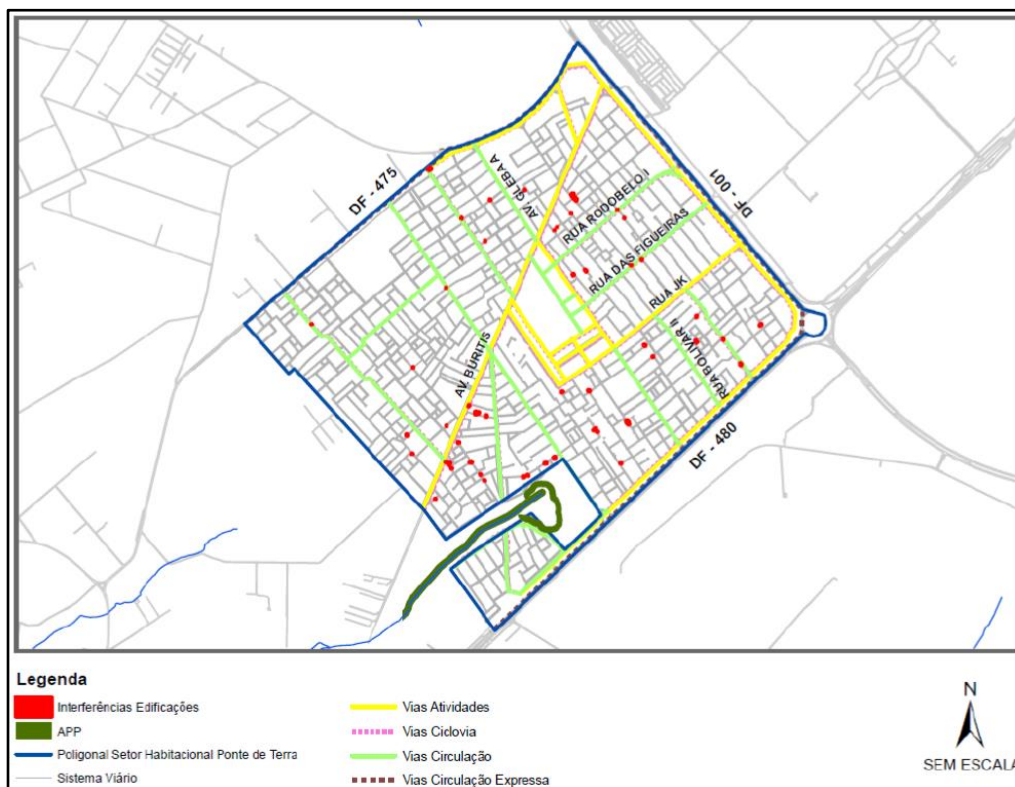 DF - 475
AV. GLEBA A
DF - 001
RUA RODOBELO I
RUA DAS FIGUEIRAS
RUA JK
AV. BURITIS
RUA BOLIVAR II
DF - 480
Legenda
Interferências Edificações
APP
Poligonal Setor Habitacional Ponte de Terra
Sistema Viário
Vias Atividades
Vias Ciclovia
Vias Circulação
Vias Circulação Expressa
N
SEM ESCALA